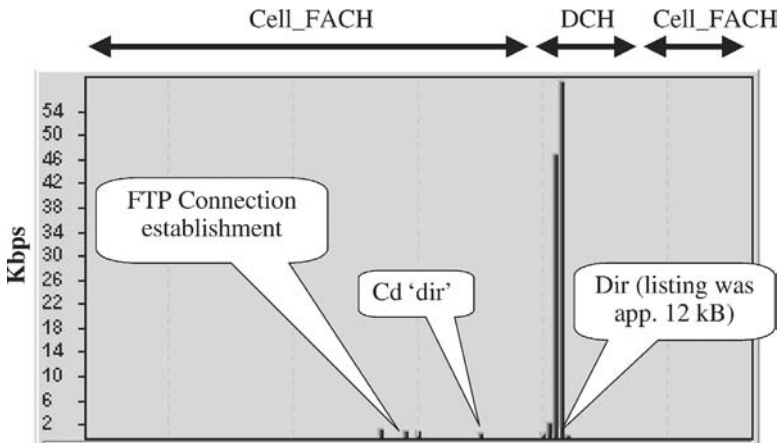 Cell_FACH DCH Cell_FACH
54
50
46
42
38
34
30
26
22
18
14
10
6
2
Kbps
FTP Connection
establishment
Cd ‘dir’
Dir (listing was
app. 12 kB)